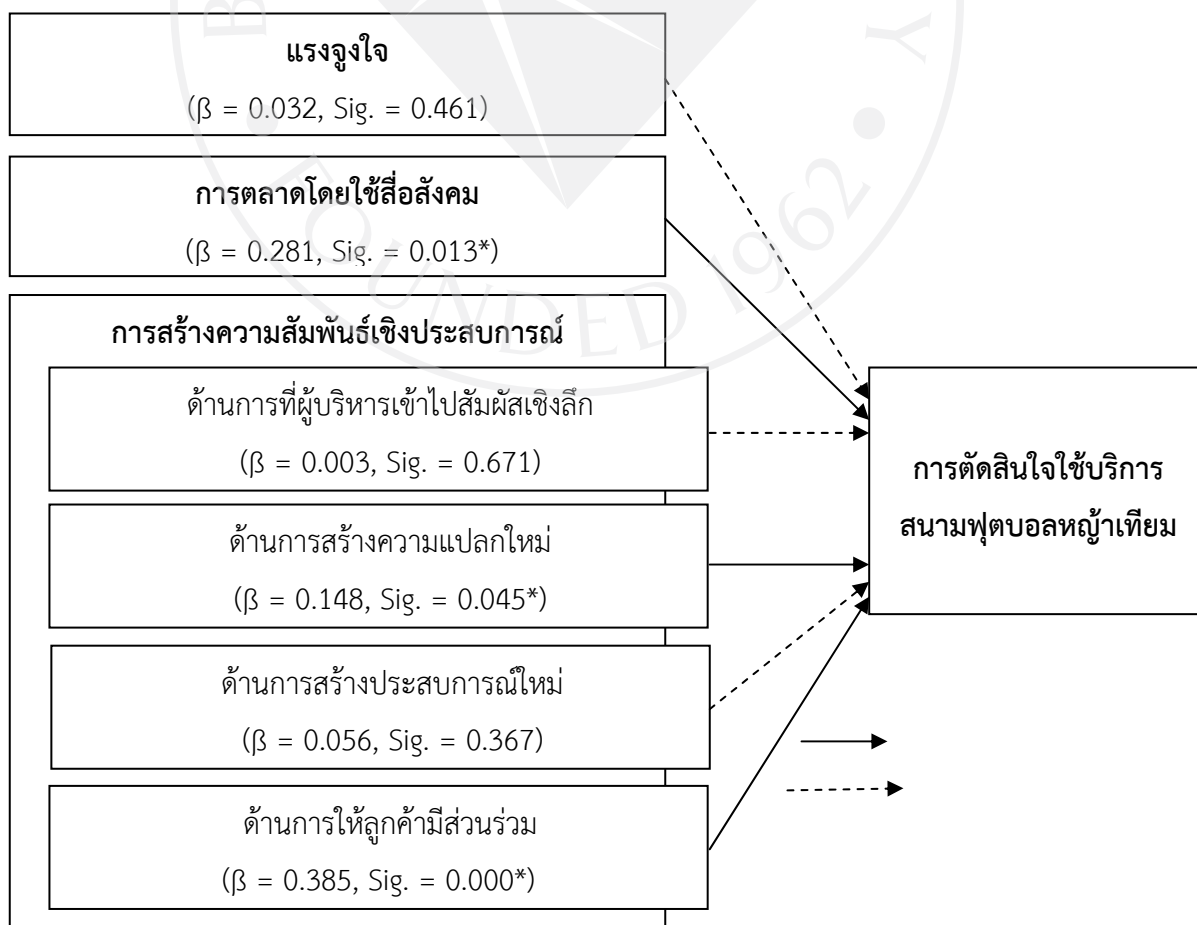 แรงจูงใจ
(β = 0.032, Sig. = 0.461)
การตลาดโดยใช้สื่อสังคม
(β = 0.281, Sig. = 0.013*)
การสร้างความสัมพันธ์เชิงประสบการณ์
ด้านการที่ผู้บริหารเข้าไปสัมผัสเชิงลึก
(β = 0.003, Sig. = 0.671)
ด้านการสร้างความแปลกใหม่
(β = 0.148, Sig. = 0.045*)
ด้านการสร้างประสบการณ์ใหม่
(β = 0.056, Sig. = 0.367)
ด้านการให้ลูกค้ามีส่วนร่วม
(β = 0.385, Sig. = 0.000*)
การตัดสินใจใช้บริการ
สนามฟุตบอลหญ้าเทียม
B Y
FOUNDED 1962